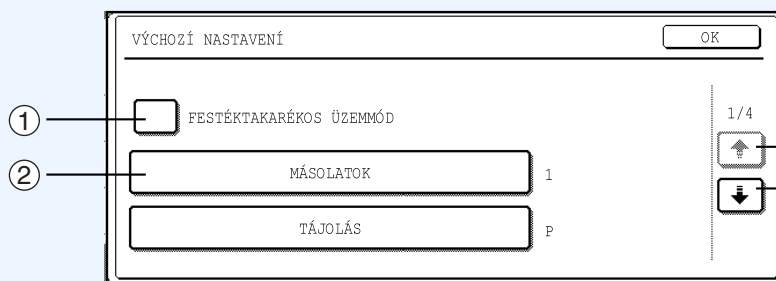 VÝCHOZÍ NASTAVENÍ OK
1 FESTÉKTAKARÉKOS ÜZEMMÓD 1/4
2 MÁSOLATOK 1
TÁJOLÁS P